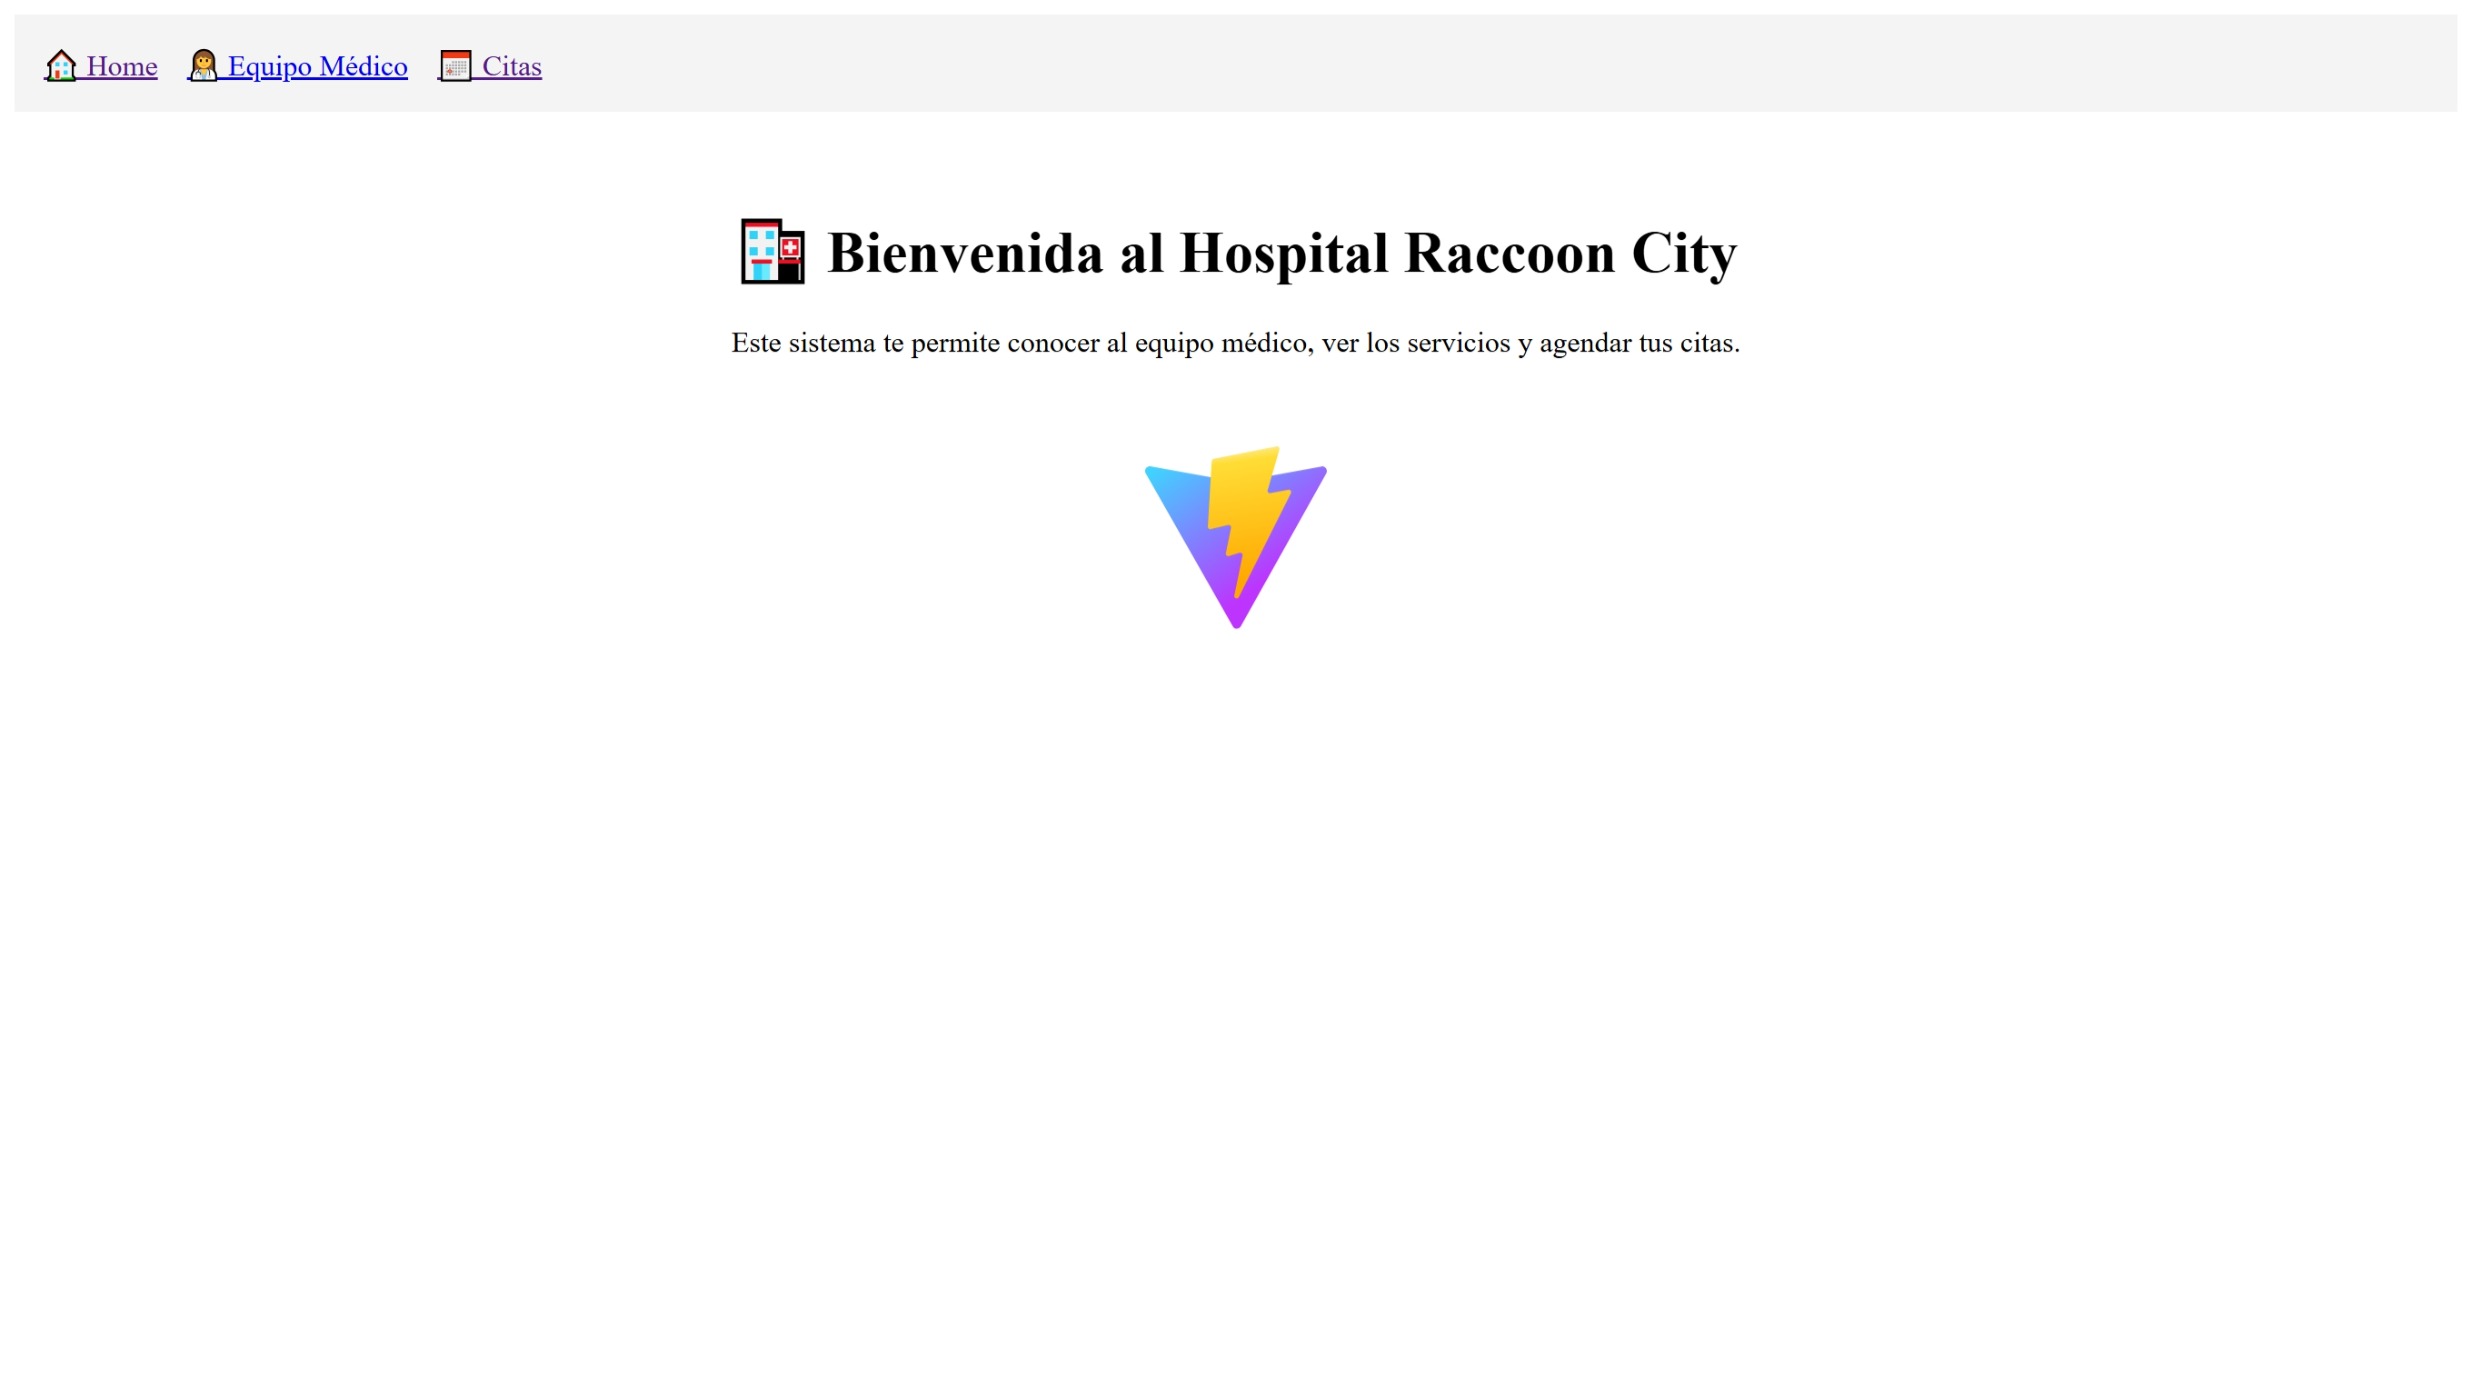 🏠 Home 👩‍⚕️ Equipo Médico 📅 Citas
🏥 Bienvenida al Hospital Raccoon City
Este sistema te permite conocer al equipo médico, ver los servicios y agendar tus citas.